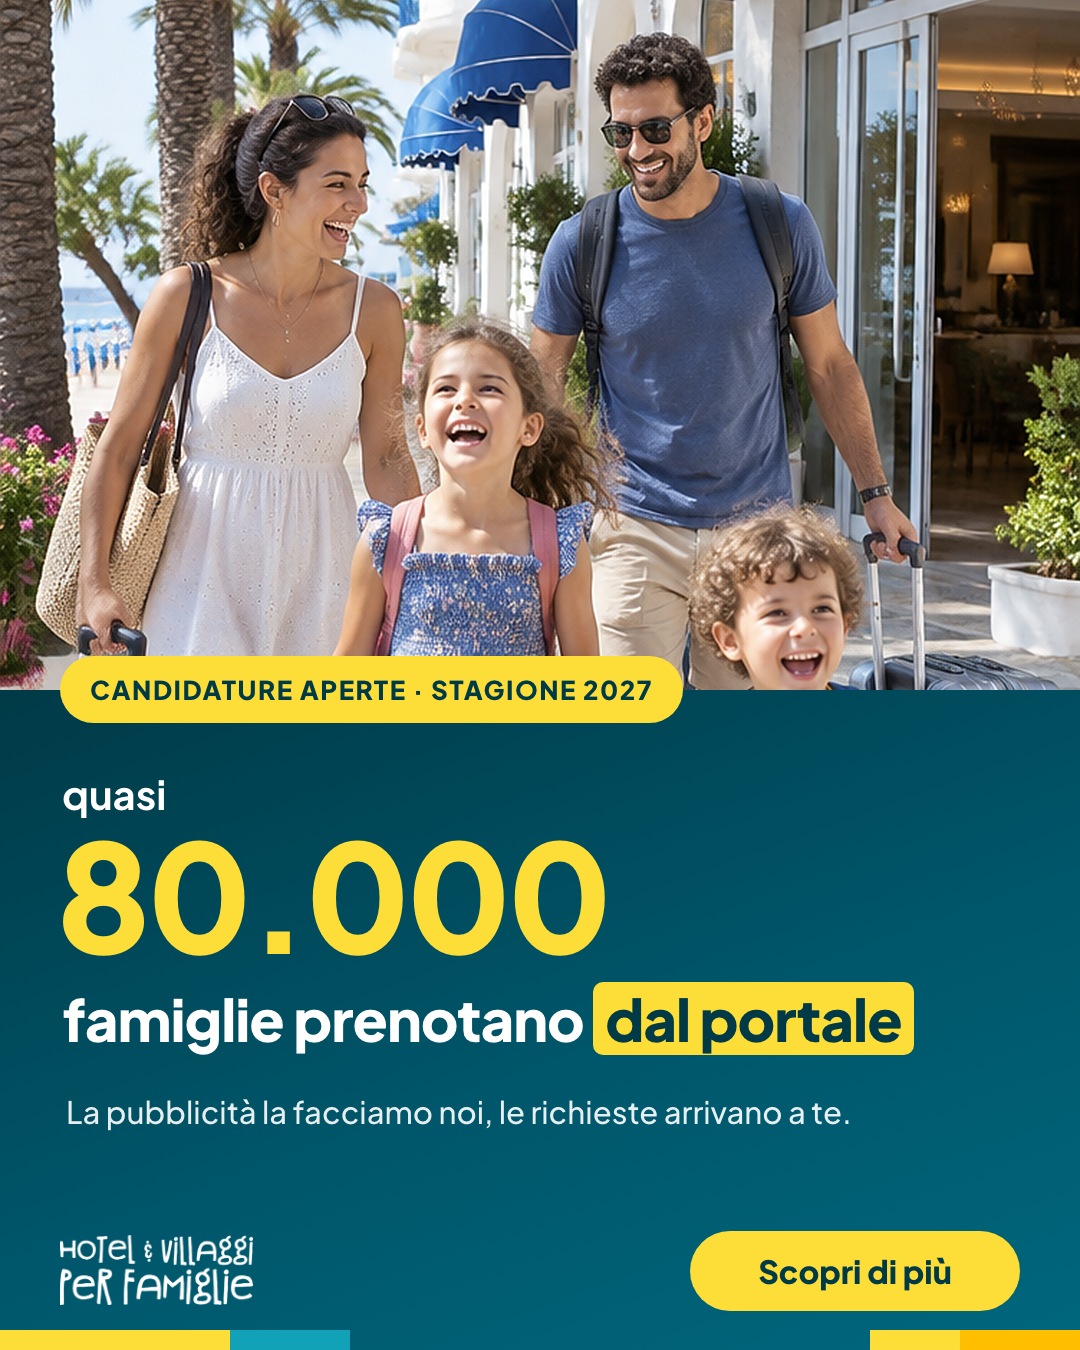 CANDIDATURE APERTE · STAGIONE 2027
quasi
80.000
famiglie prenotano dal portale
La pubblicità la facciamo noi, le richieste arrivano a te.
HoTel & VillAggi
PeR FAmiglie
Scopri di più